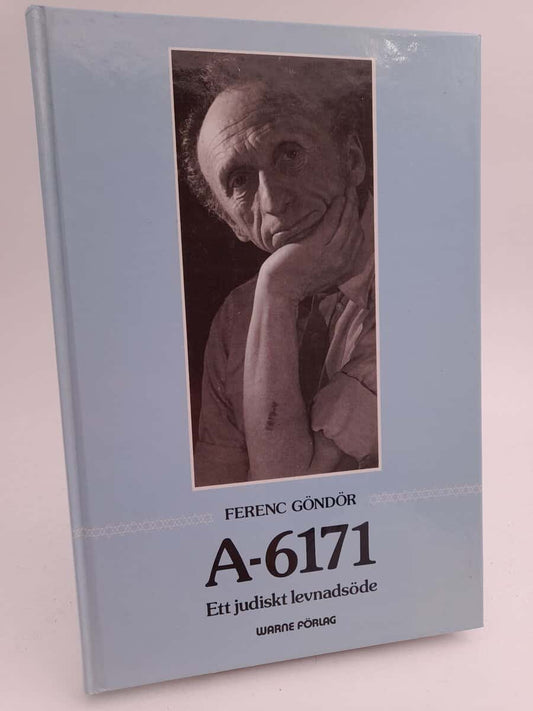 FERENC GÖNDÖR
A-6171
Ett judiskt levnadsöde
WARNE FÖRLAG